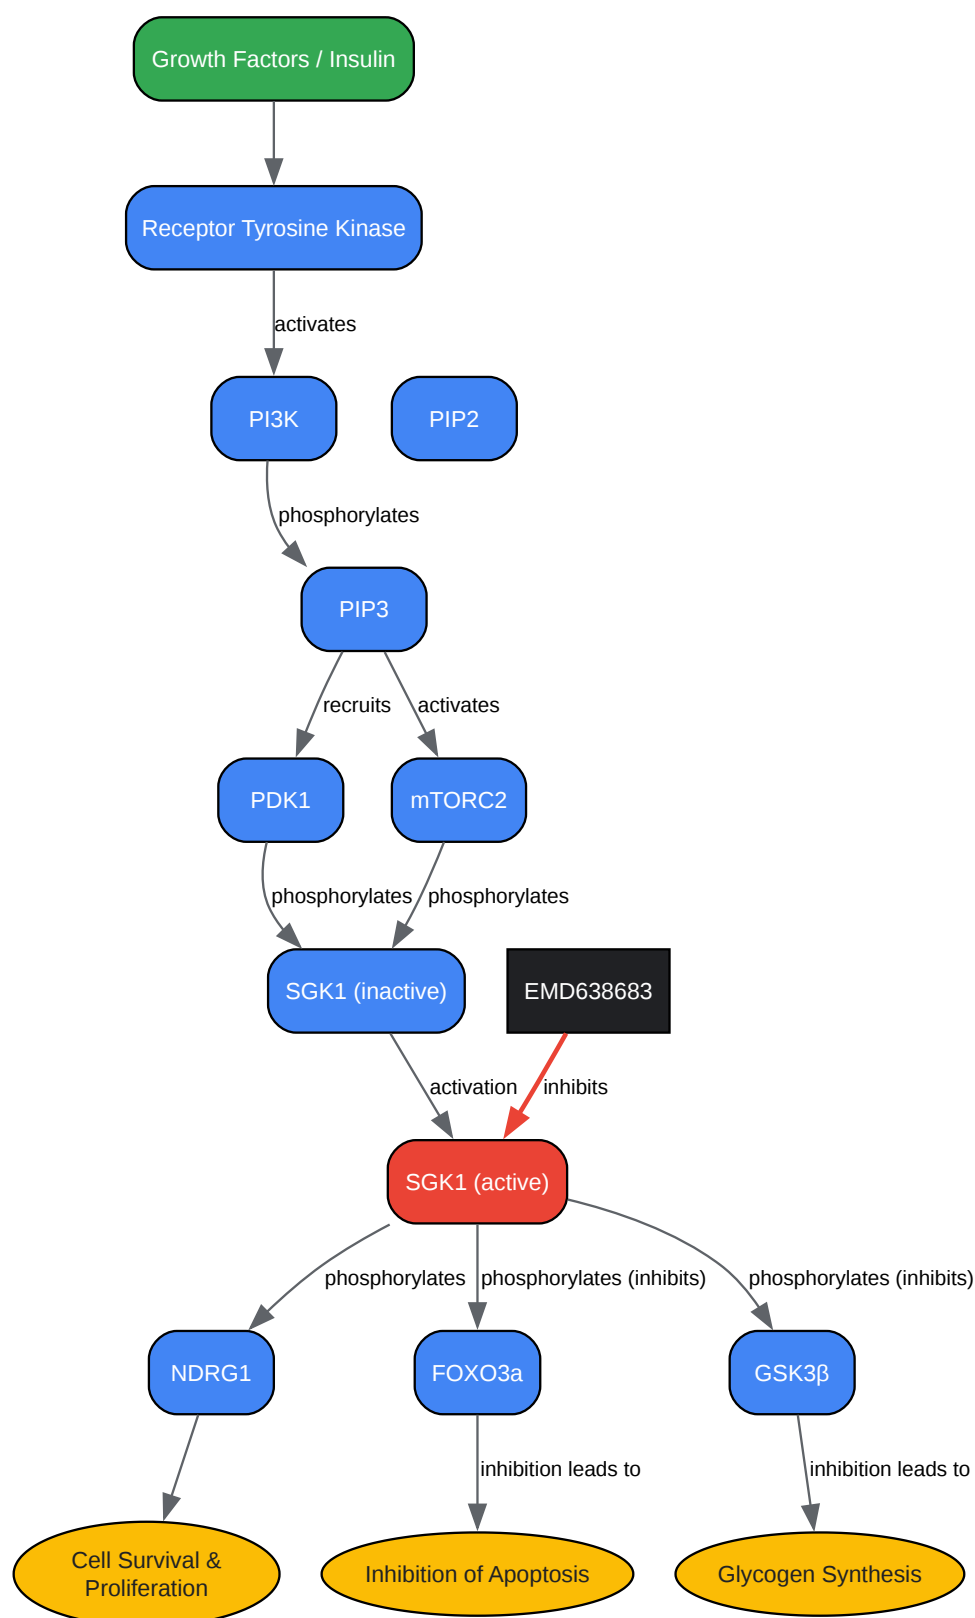 Growth Factors / Insulin
Receptor Tyrosine Kinase
activates
PI3K
PIP2
phosphorylates
PIP3
recruits
activates
PDK1
mTORC2
phosphorylates
phosphorylates
SGK1 (inactive)
EMD638683
activation
inhibits
SGK1 (active)
phosphorylates
phosphorylates (inhibits)
phosphorylates (inhibits)
NDRG1
FOXO3a
GSK3β
inhibition leads to
inhibition leads to
Cell Survival &
Proliferation
Inhibition of Apoptosis
Glycogen Synthesis